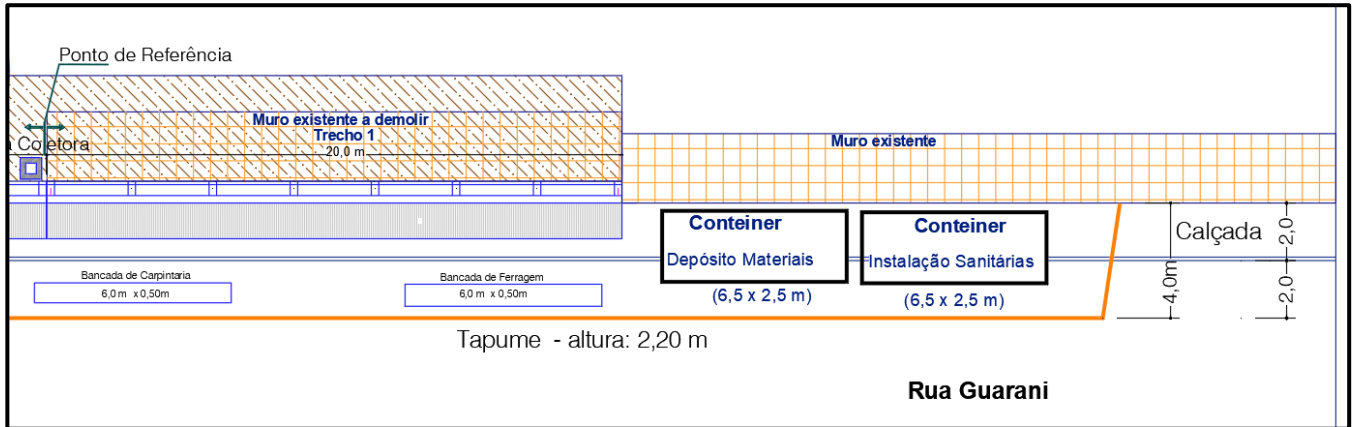 Ponto de Referência
Muro existente a demolir
Trecho 1
20,0 m
a Coletora
Muro existente
Conteiner
Depósito Materiais
(6,5 x 2,5 m)
Conteiner
Instalação Sanitárias
(6,5 x 2,5 m)
Calçada
2,0
2,0
4,0m
Bancada de Carpintaria
6,0 m x 0,50m
Bancada de Ferragem
6,0 m x 0,50m
Tapume - altura: 2,20 m
Rua Guarani